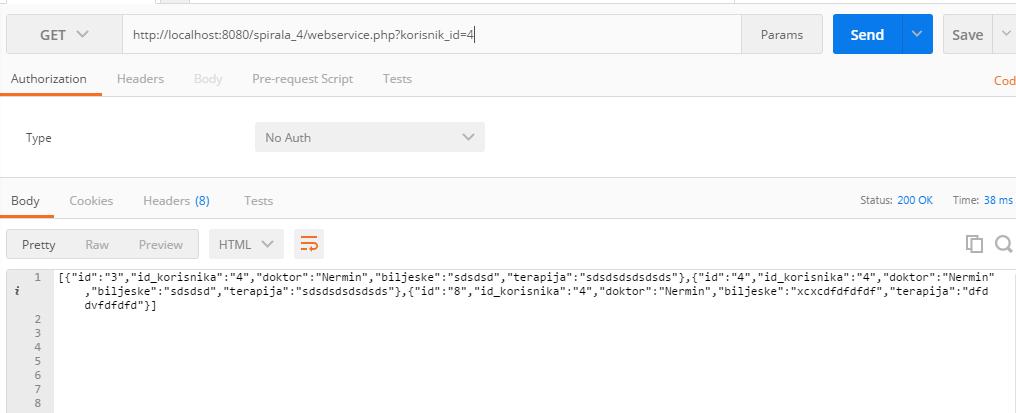 GET http://localhost:8080/spirala_4/webservice.php?korisnik_id=4 Params Send Save
Authorization Headers Body Pre-request Script Tests Cod
Type No Auth
Body Cookies Headers (8) Tests Status: 200 OK Time: 38 ms
Pretty Raw Preview HTML
1 [{"id":"3","id_korisnika":"4","doktor":"Nermin","biljeske":"sdsdsd","terapija":"sdsdsdsdsdsds"},{"id":"4","id_korisnika":"4","doktor":"Nermin"
i ,"biljeske":"sdsdsd","terapija":"sdsdsdsdsdsds"},{"id":"8","id_korisnika":"4","doktor":"Nermin","biljeske":"xcxcdfdfdfdf","terapija":"dfd
dvfdfdfd"}]
2
3
4
5
6
7
8